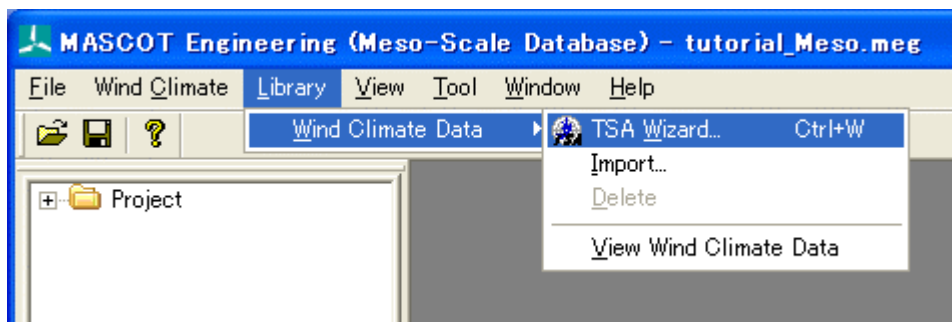 MASCOT Engineering (Meso-Scale Database) - tutorial_Meso.meg
File Wind Climate Library View Tool Window Help
Wind Climate Data TSA Wizard... Ctrl+W
Import...
Project Delete
View Wind Climate Data